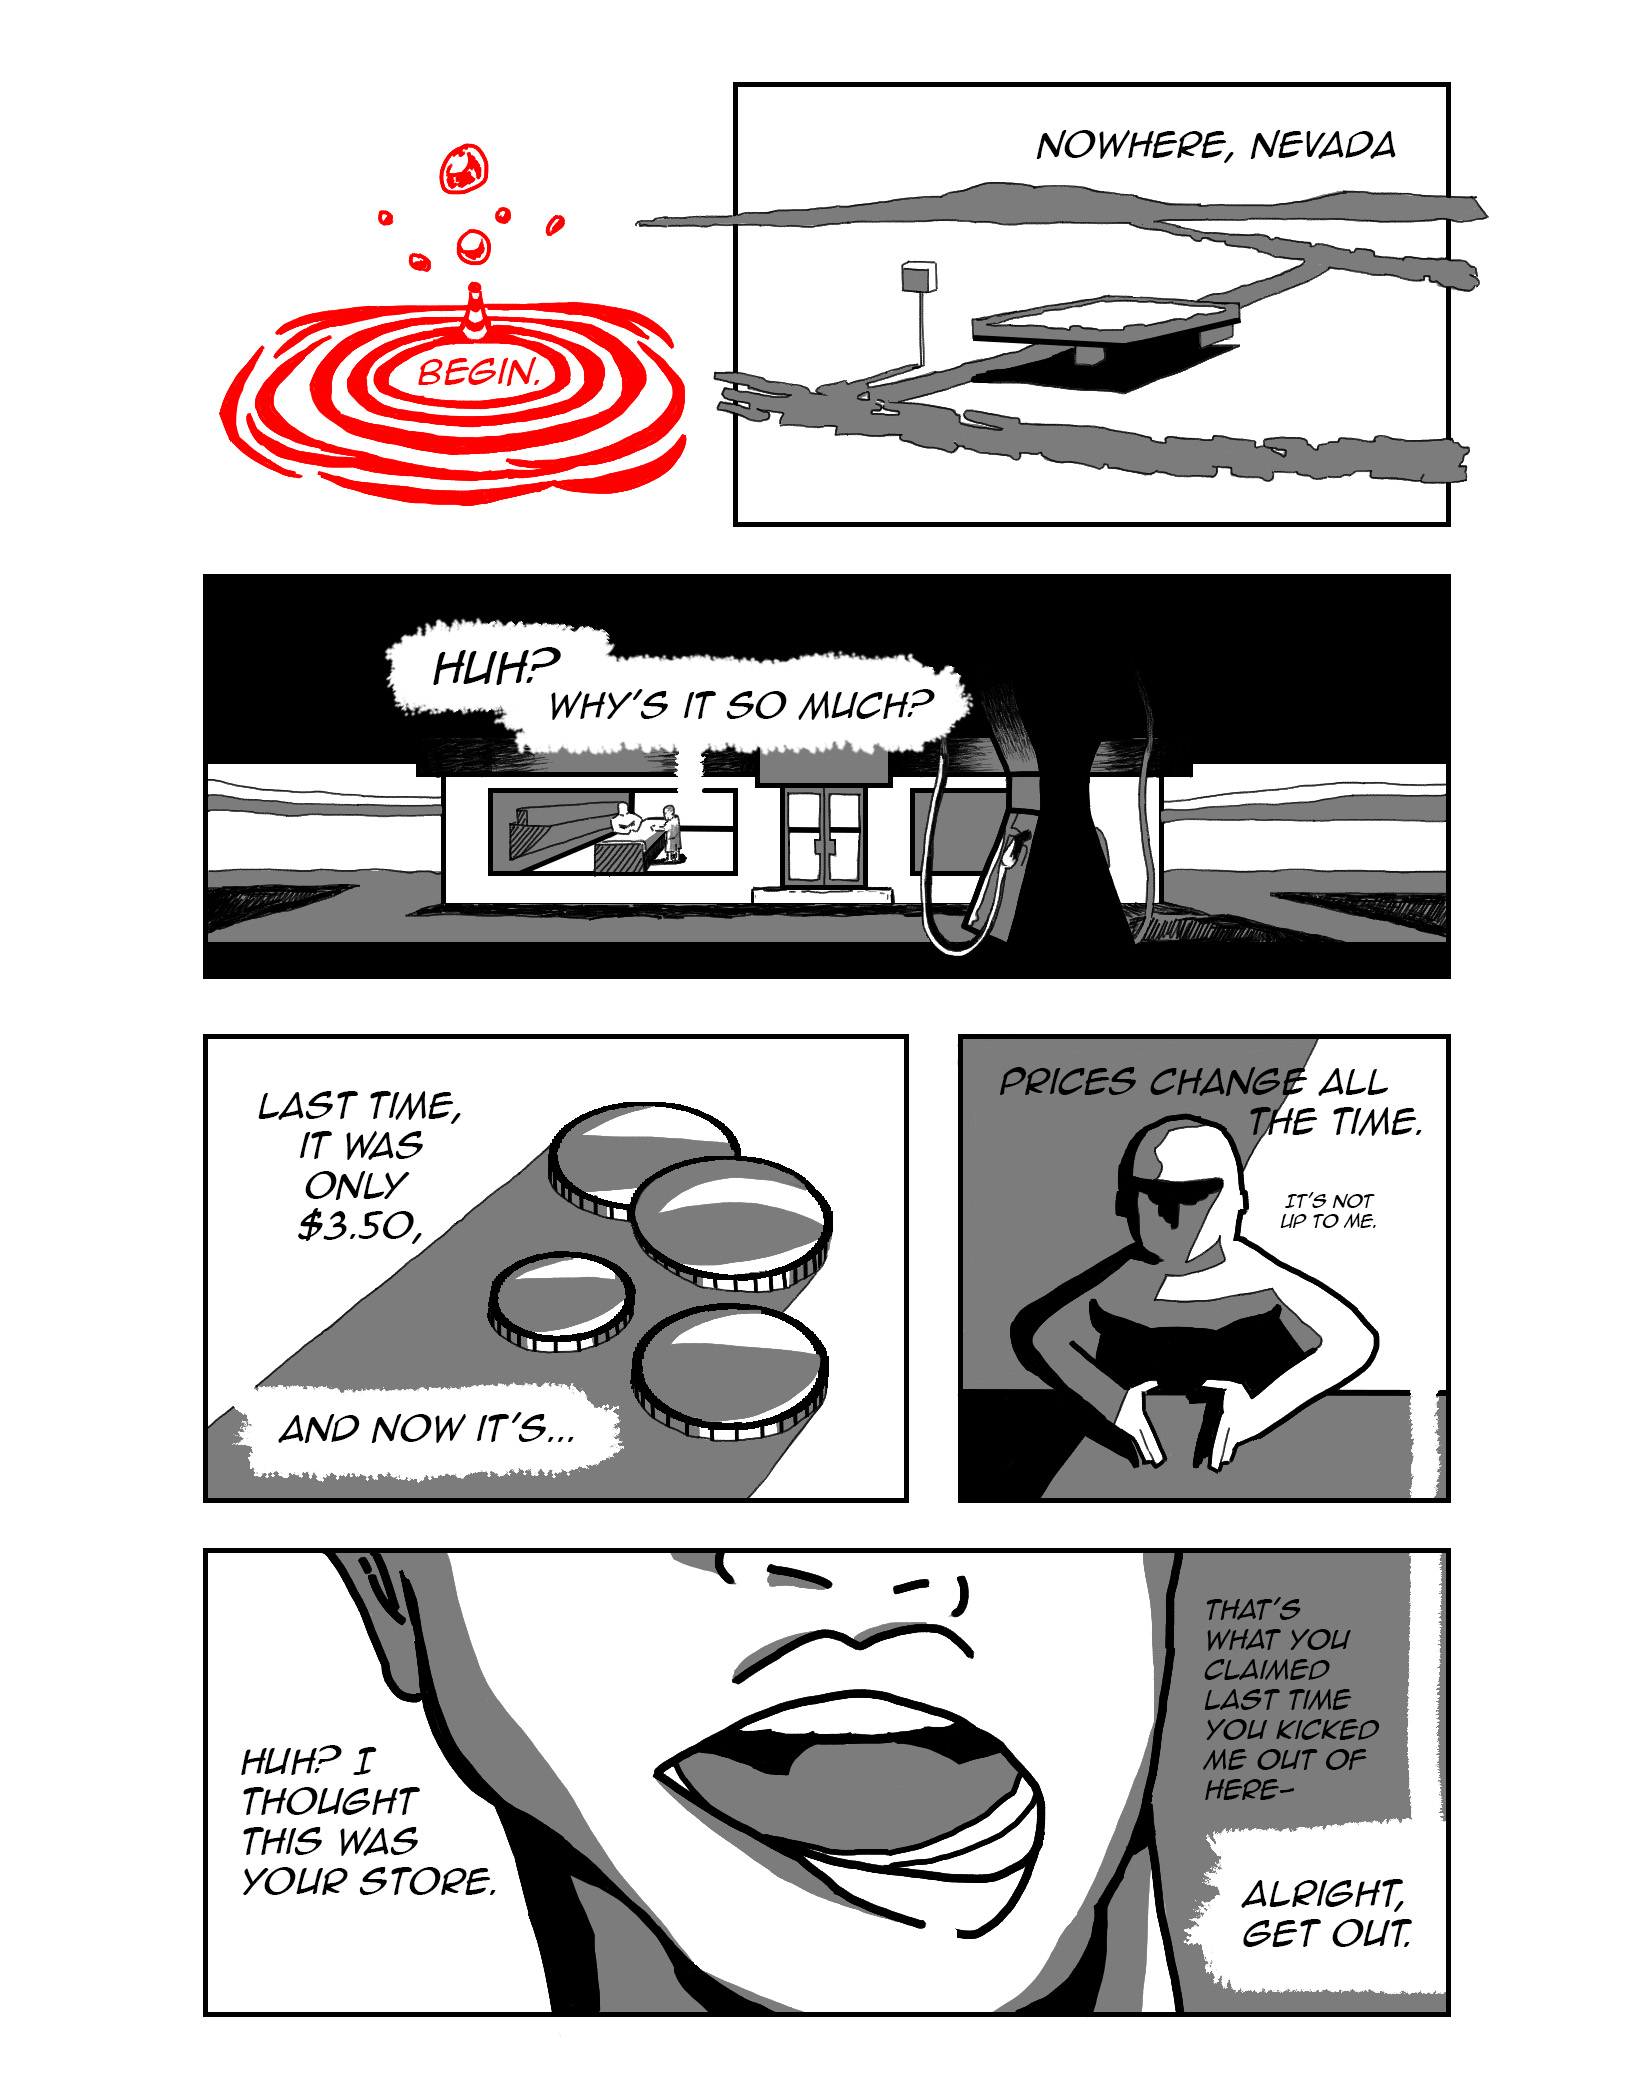 BEGIN.
NOWHERE, NEVADA
HUH?
WHY'S IT SO MUCH?
LAST TIME,
IT WAS
ONLY
$3.50,
AND NOW IT'S...
PRICES CHANGE ALL
THE TIME.
IT'S NOT
UP TO ME.
HUH? I
THOUGHT
THIS WAS
YOUR STORE.
THAT'S
WHAT YOU
CLAIMED
LAST TIME
YOU KICKED
ME OUT OF
HERE–
ALRIGHT,
GET OUT.